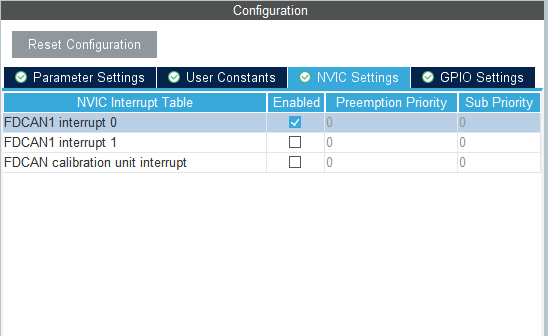 Configuration
Reset Configuration
Parameter Settings User Constants NVIC Settings GPIO Settings
NVIC Interrupt Table Enabled Preemption Priority Sub Priority
FDCAN1 interrupt 0 0 0
FDCAN1 interrupt 1 0 0
FDCAN calibration unit interrupt 0 0